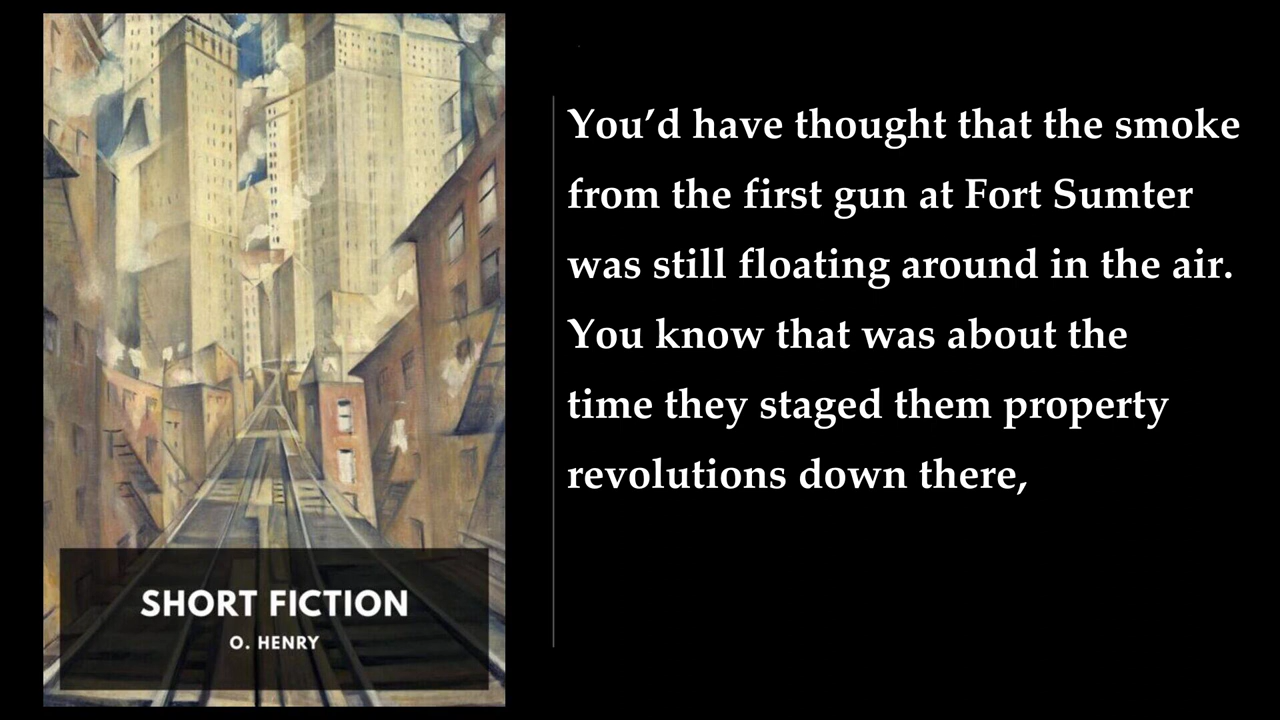 You’d have thought that the smoke
from the first gun at Fort Sumter
was still floating around in the air.
You know that was about the
time they staged them property
revolutions down there,
SHORT FICTION
O. HENRY